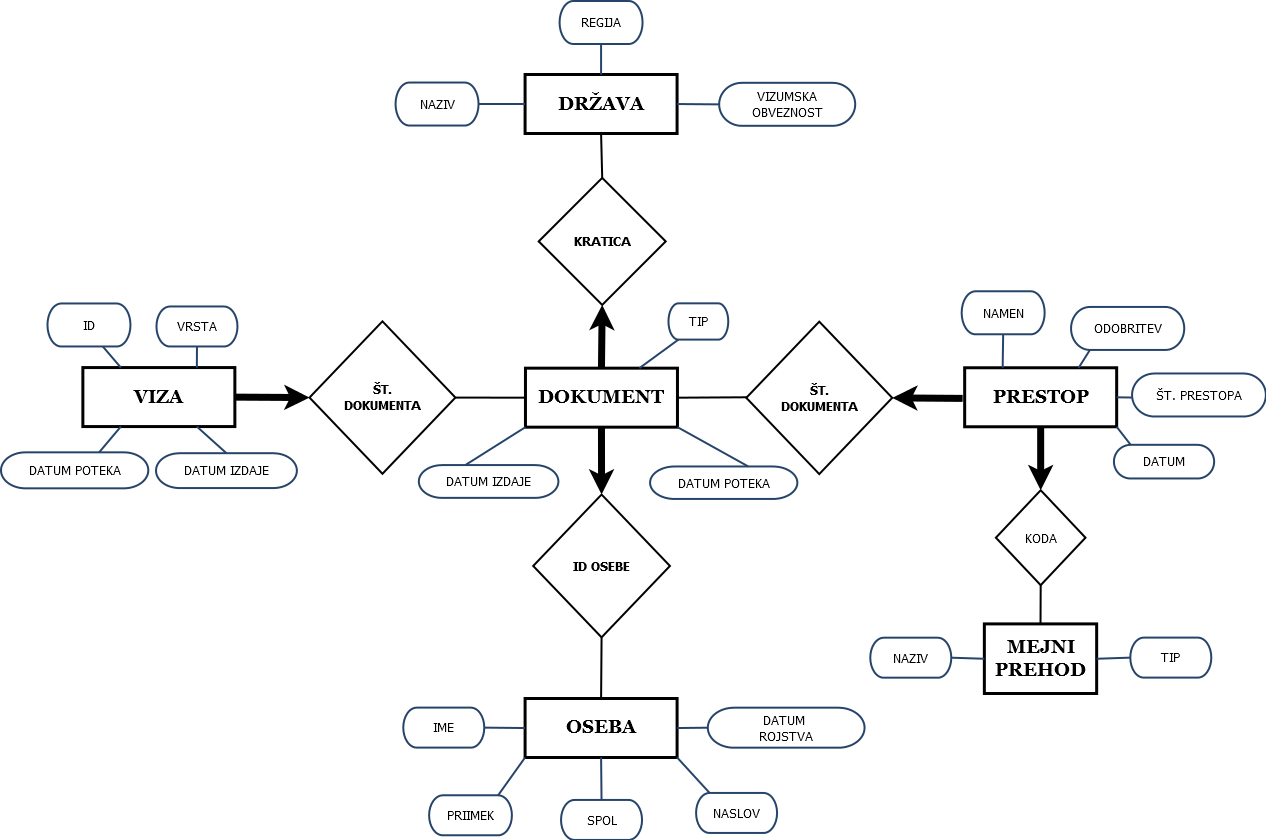 REGIJA
NAZIV
DRŽAVA
VIZUMSKA
OBVEZNOST
KRATICA
ID
VRSTA
TIP
NAMEN
ODOBRITEV
VIZA
ŠT.
DOKUMENTA
DOKUMENT
ŠT.
DOKUMENTA
PRESTOP
ŠT. PRESTOPA
DATUM POTEKA
DATUM IZDAJE
DATUM IZDAJE
DATUM POTEKA
DATUM
ID OSEBE
KODA
NAZIV
MEJNI
PREHOD
TIP
IME
OSEBA
DATUM
ROJSTVA
PRIIMEK
SPOL
NASLOV